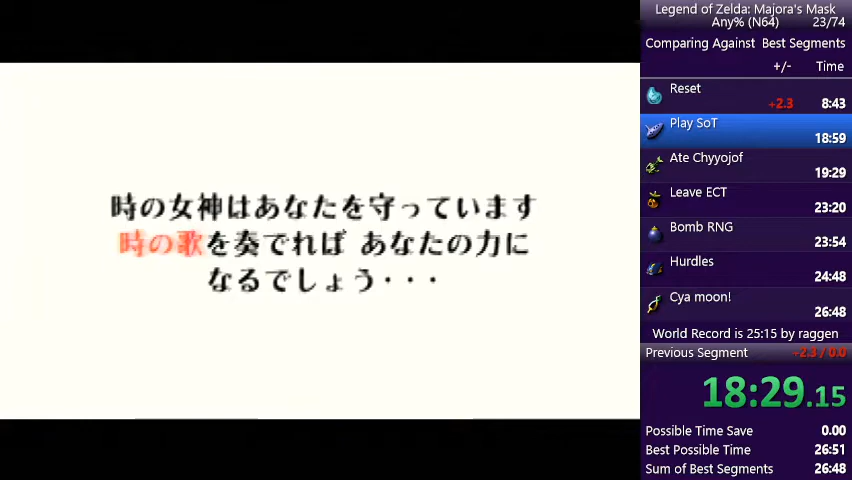 時の女神はあなたを守っています
時の歌を奏でれば あなたの力に
なるでしょう・・・
Legend of Zelda: Majora's Mask
Any% (N64) 23/74
Comparing Against Best Segments
+/- Time
Reset +2.3 8:43
Play SoT 18:59
Ate Chyyojof 19:29
Leave ECT 23:20
Bomb RNG 23:54
Hurdles 24:48
Cya moon! 26:48
World Record is 25:15 by raggen
Previous Segment +2.3 / 0.0
18:29.15
Possible Time Save 0.00
Best Possible Time 26:51
Sum of Best Segments 26:48